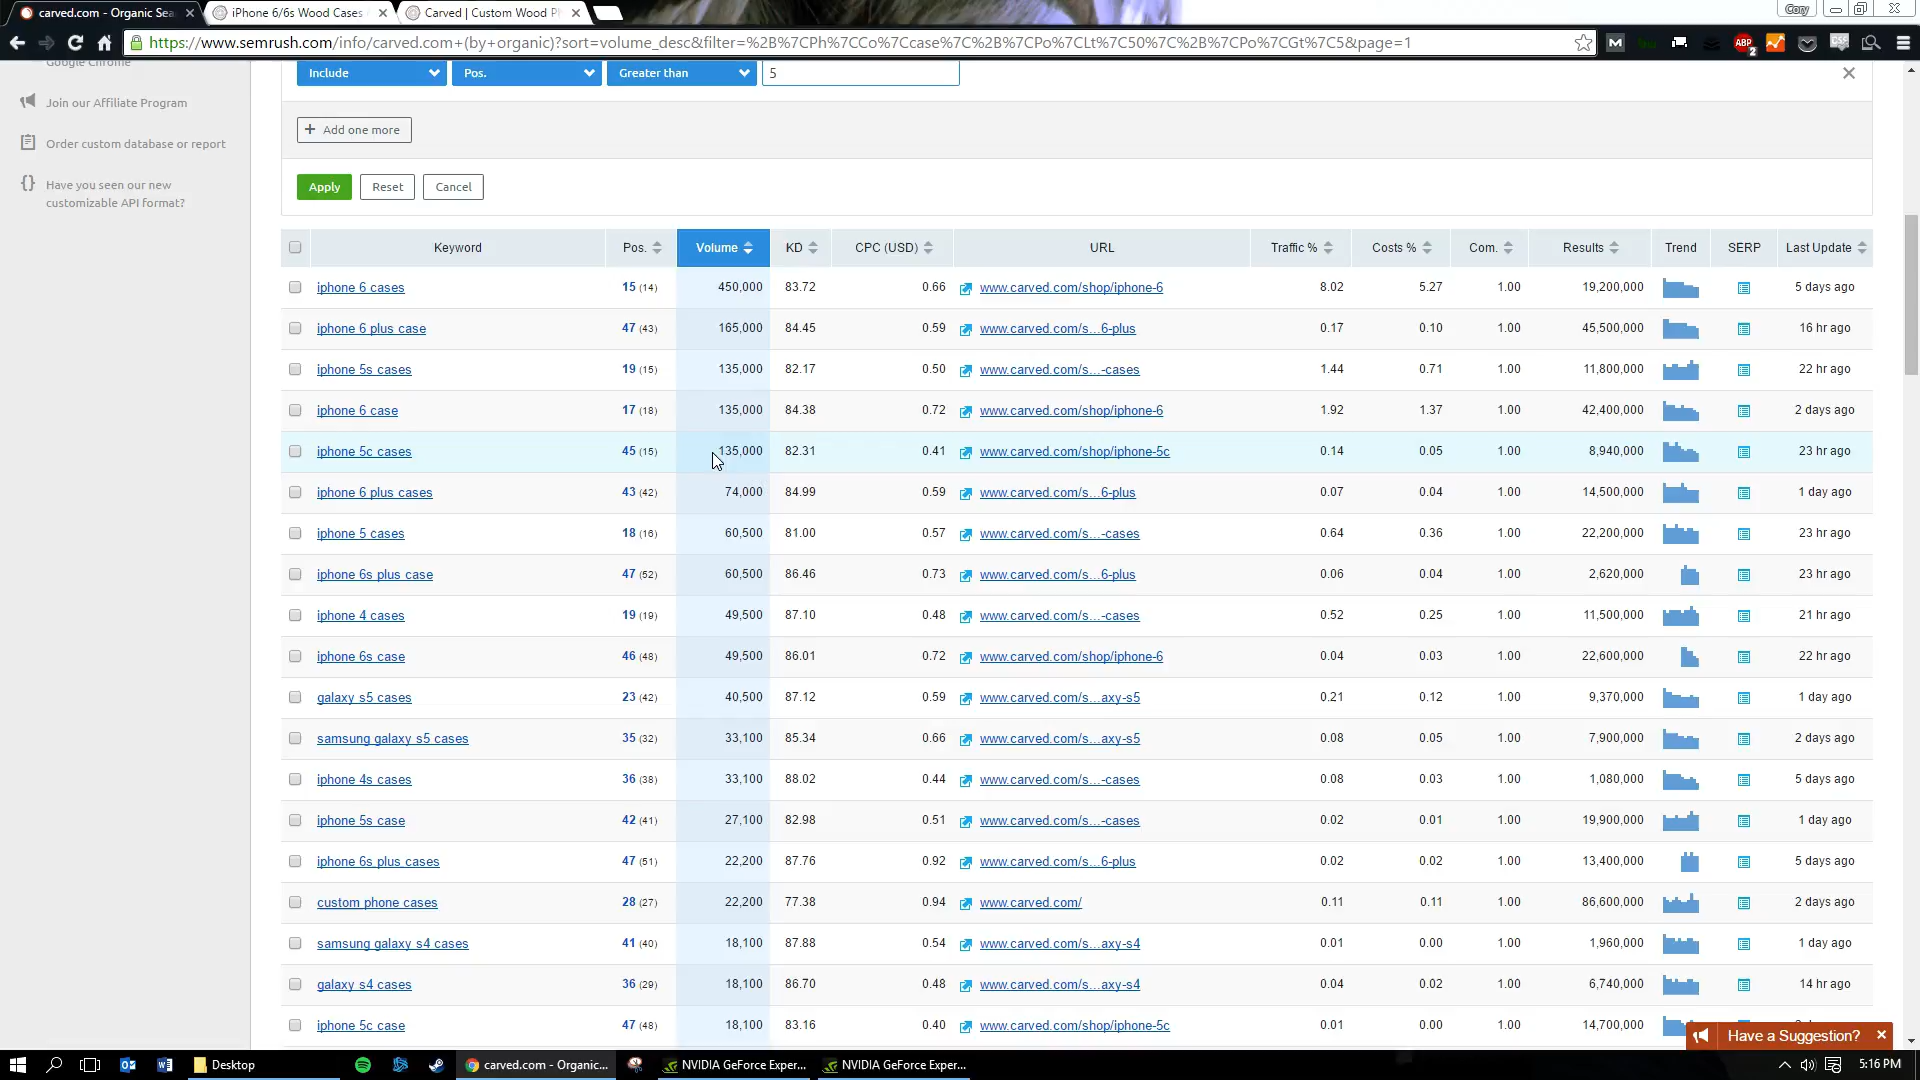 carved.com - Organic Sea
iPhone 6/6s Wood Cases
Carved | Custom Wood Ph
Cory
https://www.semrush.com/info/carved.com+(by+organic)?sort=volume_desc&filter=%2B%7CPh%7CCo%7Ccase%7C%2B%7CPo%7CLt%7C50%7C%2B%7CPo%7CGt%7C5&page=1
M
ABP
2
Google Chrome
Join our Affiliate Program
Order custom database or report
Have you seen our new
customizable API format?
Include Pos. Greater than 5
+ Add one more
Apply Reset Cancel
Keyword Pos. Volume KD CPC (USD) URL Traffic % Costs % Com. Results Trend SERP Last Update
iphone 6 cases 15 (14) 450,000 83.72 0.66 www.carved.com/shop/iphone-6 8.02 5.27 1.00 19,200,000 5 days ago
iphone 6 plus case 47 (43) 165,000 84.45 0.59 www.carved.com/s...6-plus 0.17 0.10 1.00 45,500,000 16 hr ago
iphone 5s cases 19 (15) 135,000 82.17 0.50 www.carved.com/s...-cases 1.44 0.71 1.00 11,800,000 22 hr ago
iphone 6 case 17 (18) 135,000 84.38 0.72 www.carved.com/shop/iphone-6 1.92 1.37 1.00 42,400,000 2 days ago
iphone 5c cases 45 (15) 135,000 82.31 0.41 www.carved.com/shop/iphone-5c 0.14 0.05 1.00 8,940,000 23 hr ago
iphone 6 plus cases 43 (42) 74,000 84.99 0.59 www.carved.com/s...6-plus 0.07 0.04 1.00 14,500,000 1 day ago
iphone 5 cases 18 (16) 60,500 81.00 0.57 www.carved.com/s...-cases 0.64 0.36 1.00 22,200,000 23 hr ago
iphone 6s plus case 47 (52) 60,500 86.46 0.73 www.carved.com/s...6-plus 0.06 0.04 1.00 2,620,000 23 hr ago
iphone 4 cases 19 (19) 49,500 87.10 0.48 www.carved.com/s...-cases 0.52 0.25 1.00 11,500,000 21 hr ago
iphone 6s case 46 (48) 49,500 86.01 0.72 www.carved.com/shop/iphone-6 0.04 0.03 1.00 22,600,000 22 hr ago
galaxy s5 cases 23 (42) 40,500 87.12 0.59 www.carved.com/s...axy-s5 0.21 0.12 1.00 9,370,000 1 day ago
samsung galaxy s5 cases 35 (32) 33,100 85.34 0.66 www.carved.com/s...axy-s5 0.08 0.05 1.00 7,900,000 2 days ago
iphone 4s cases 36 (38) 33,100 88.02 0.44 www.carved.com/s...-cases 0.08 0.03 1.00 1,080,000 5 days ago
iphone 5s case 42 (41) 27,100 82.98 0.51 www.carved.com/s...-cases 0.02 0.01 1.00 19,900,000 1 day ago
iphone 6s plus cases 47 (51) 22,200 87.76 0.92 www.carved.com/s...6-plus 0.02 0.02 1.00 13,400,000 5 days ago
custom phone cases 28 (27) 22,200 77.38 0.94 www.carved.com/ 0.11 0.11 1.00 86,600,000 2 days ago
samsung galaxy s4 cases 41 (40) 18,100 87.88 0.54 www.carved.com/s...axy-s4 0.01 0.00 1.00 1,960,000 1 day ago
galaxy s4 cases 36 (29) 18,100 86.70 0.48 www.carved.com/s...axy-s4 0.04 0.02 1.00 6,740,000 14 hr ago
iphone 5c case 47 (48) 18,100 83.16 0.40 www.carved.com/shop/iphone-5c 0.01 0.00 1.00 14,700,000
Have a Suggestion?
Desktop
carved.com - Organic...
NVIDIA GeForce Exper...
NVIDIA GeForce Exper...
5:16 PM